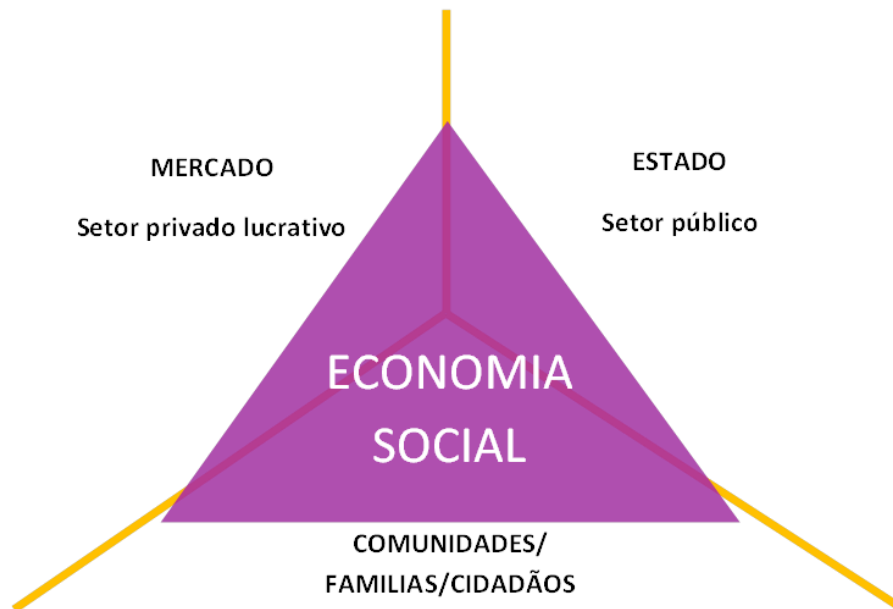 MERCADO
Setor privado lucrativo
ESTADO
Setor público
ECONOMIA
SOCIAL
COMUNIDADES/
FAMILIAS/CIDADÃOS